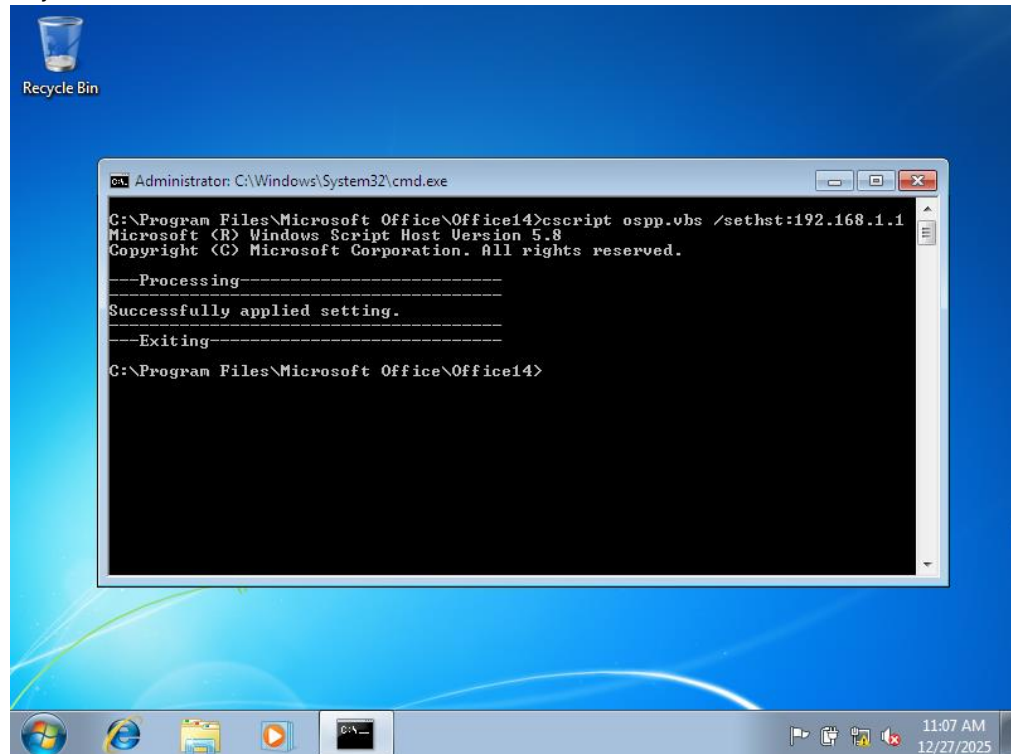 Recycle Bin
Administrator: C:\Windows\System32\cmd.exe
C:\Program Files\Microsoft Office\Office14>cscript ospp.vbs /sethst:192.168.1.1
Microsoft (R) Windows Script Host Version 5.8
Copyright (C) Microsoft Corporation. All rights reserved.
---Processing--------------------------
---------------------------------------
Successfully applied setting.
---------------------------------------
---Exiting-----------------------------
C:\Program Files\Microsoft Office\Office14>
11:07 AM
12/27/2025